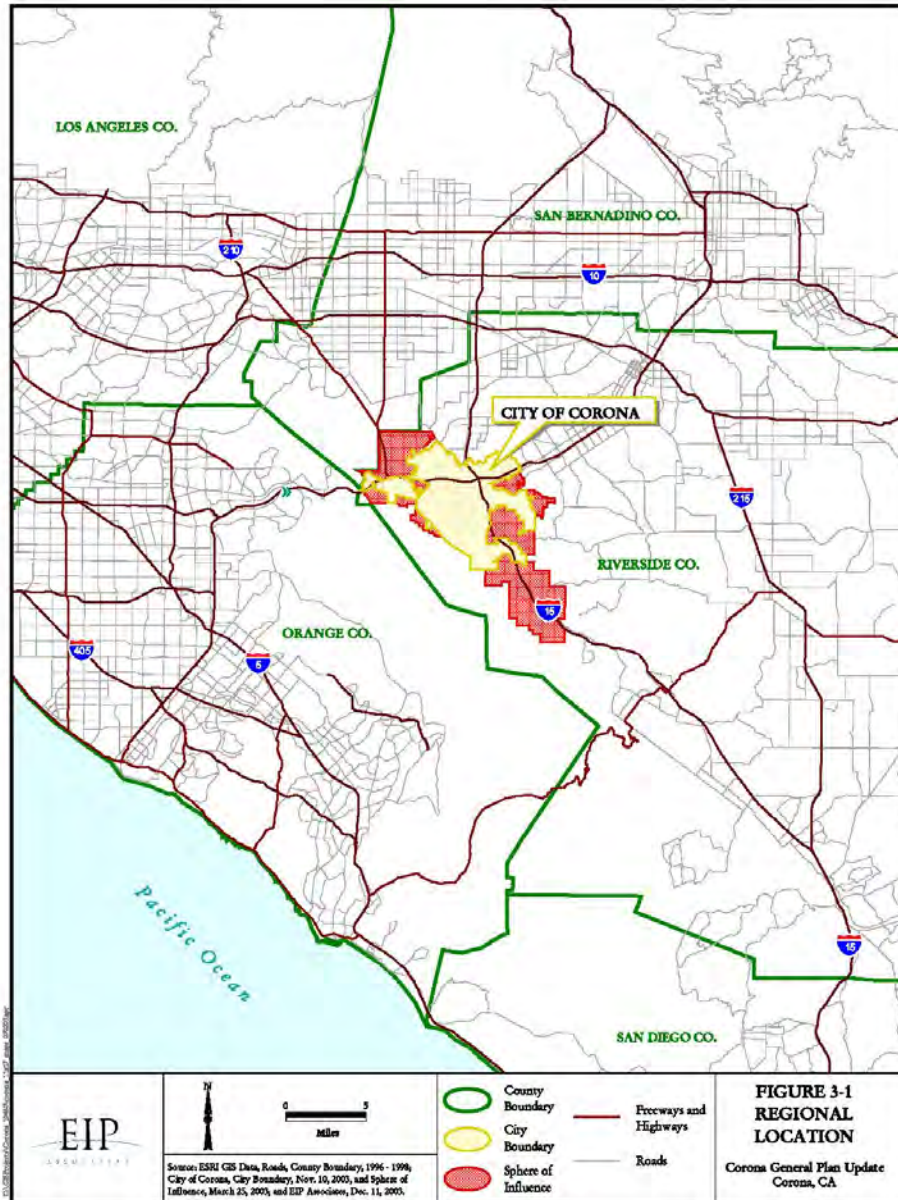 LOS ANGELES CO.
SAN BERNADINO CO.
210
10
CITY OF CORONA
215
RIVERSIDE CO.
15
ORANGE CO.
405
5
Pacific Ocean
15
SAN DIEGO CO.
EIP
ASSOCIATES
N
0 5
Miles
Source: ESRI GIS Data, Roads, County Boundary, 1996 - 1998;
City of Corona, City Boundary, Nov. 10, 2003, and Sphere of
Influence, March 25, 2003, and EIP Associates, Dec. 11, 2003.
County
Boundary
City
Boundary
Sphere of
Influence
Freeways and
Highways
Roads
FIGURE 3-1
REGIONAL
LOCATION
Corona General Plan Update
Corona, CA